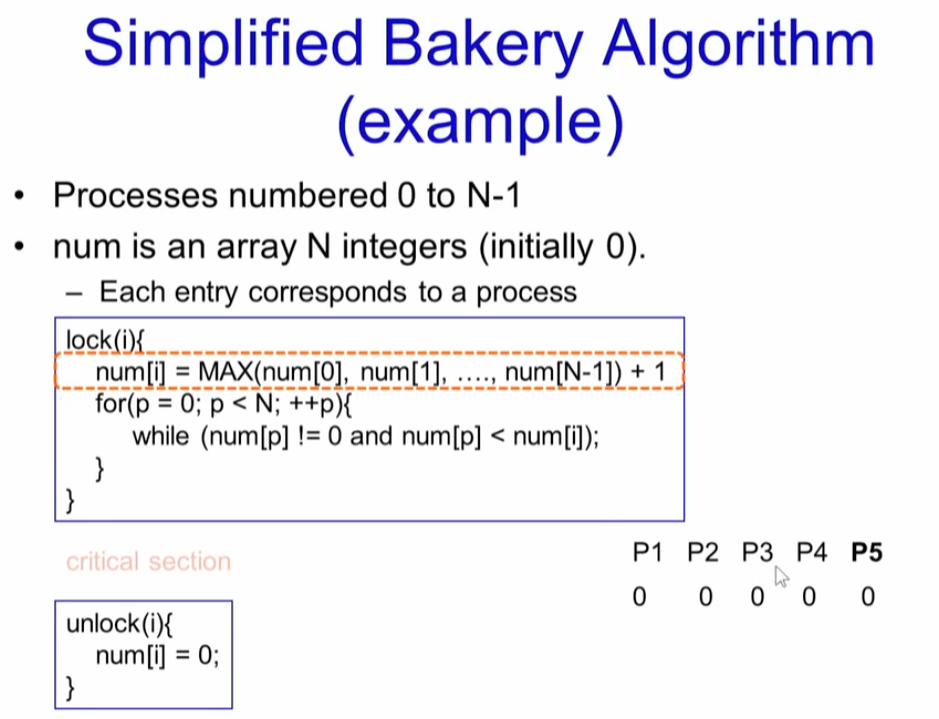 Simplified Bakery Algorithm
(example)
• Processes numbered 0 to N-1
• num is an array N integers (initially 0).
– Each entry corresponds to a process
lock(i){
num[i] = MAX(num[0], num[1], …., num[N-1]) + 1
for(p = 0; p < N; ++p){
while (num[p] != 0 and num[p] < num[i]);
}
}
critical section
P1 P2 P3 P4 P5
0 0 0 0 0
unlock(i){
num[i] = 0;
}